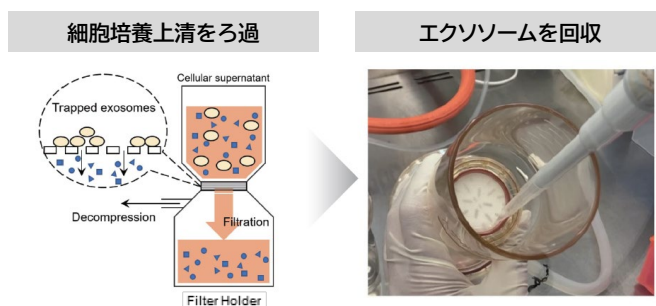 細胞培養上清をろ過
エクソソームを回収
Cellular supernatant
Trapped exosomes
Decompression
Filtration
Filter Holder